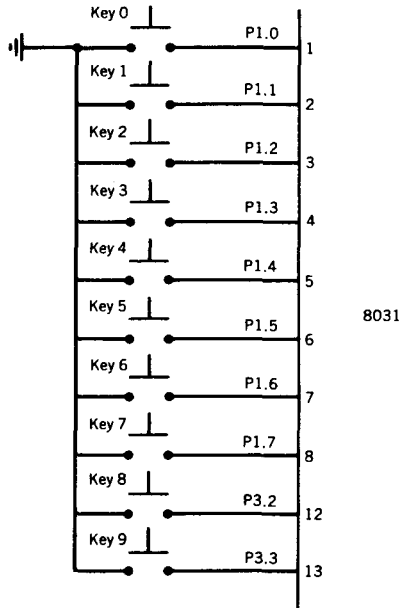 Key 0
P1.0
1
Key 1
P1.1
2
Key 2
P1.2
3
Key 3
P1.3
4
Key 4
P1.4
5
Key 5
P1.5
6
8031
Key 6
P1.6
7
Key 7
P1.7
8
Key 8
P3.2
12
Key 9
P3.3
13